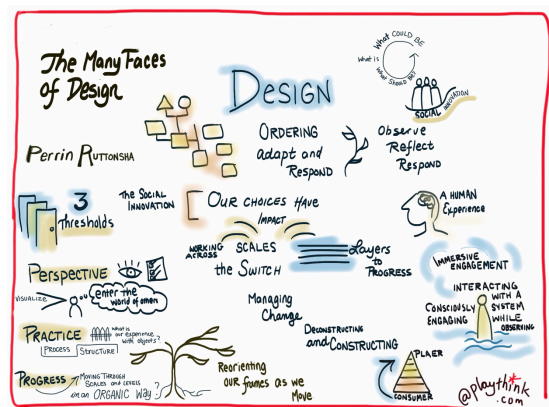 The Many Faces
of Design
DESIGN
What COULD BE
What is
What Should BE?
SOCIAL INNOVATION
Perrin Ruttonsha
ORDERING
adapt and
Respond
Observe
Reflect
Respond
3
Thresholds
The Social
INNOVATION
OUR CHOICES HAVE
IMPACT
A HUMAN
Experience
WORKING
ACROSS
SCALES
the SWITCH
Layers
to
PROGRESS
IMMERSIVE
ENGAGEMENT
Perspective
VISUALIZE
enter the
world of others
INTERACTING
WITH A
SYSTEM
WHILE
OBSERVING
CONSCIOUSLY
ENGAGING
Managing
Change
PRACTICE
what is
our experience
with objects?
PROCESS
STRUCTURE
DECONSTRUCTING
and CONSTRUCTING
PROGRESS
MOVING THROUGH
SCALES and LEVELS
in an ORGANIC WAY?
Reorienting
OUR frames as we
Move
PLAER
CONSUMER
@playthink.com